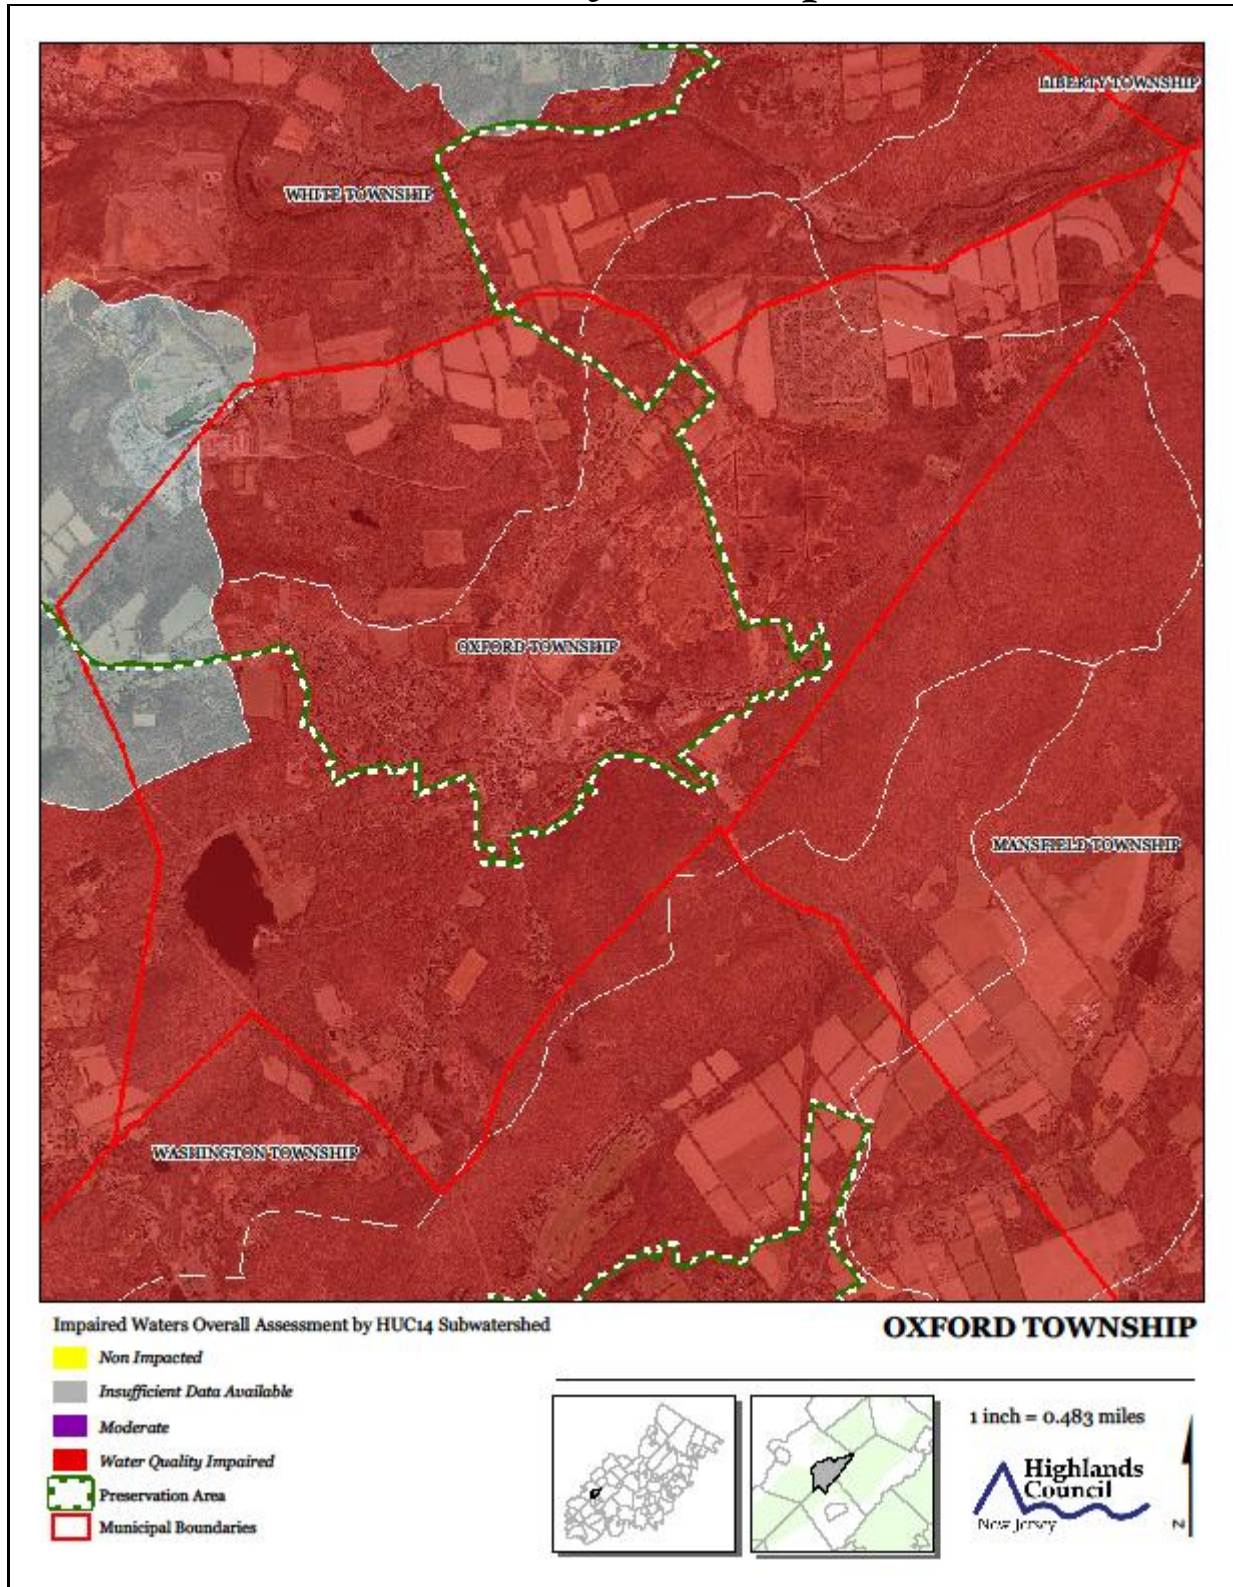 LIBERTY TOWNSHIP
WHITE TOWNSHIP
OXFORD TOWNSHIP
MANSFIELD TOWNSHIP
WASHINGTON TOWNSHIP
Impaired Waters Overall Assessment by HUC14 Subwatershed
Non Impacted
Insufficient Data Available
Moderate
Water Quality Impaired
Preservation Area
Municipal Boundaries
OXFORD TOWNSHIP
1 inch = 0.483 miles
Highlands
Council
New Jersey
N